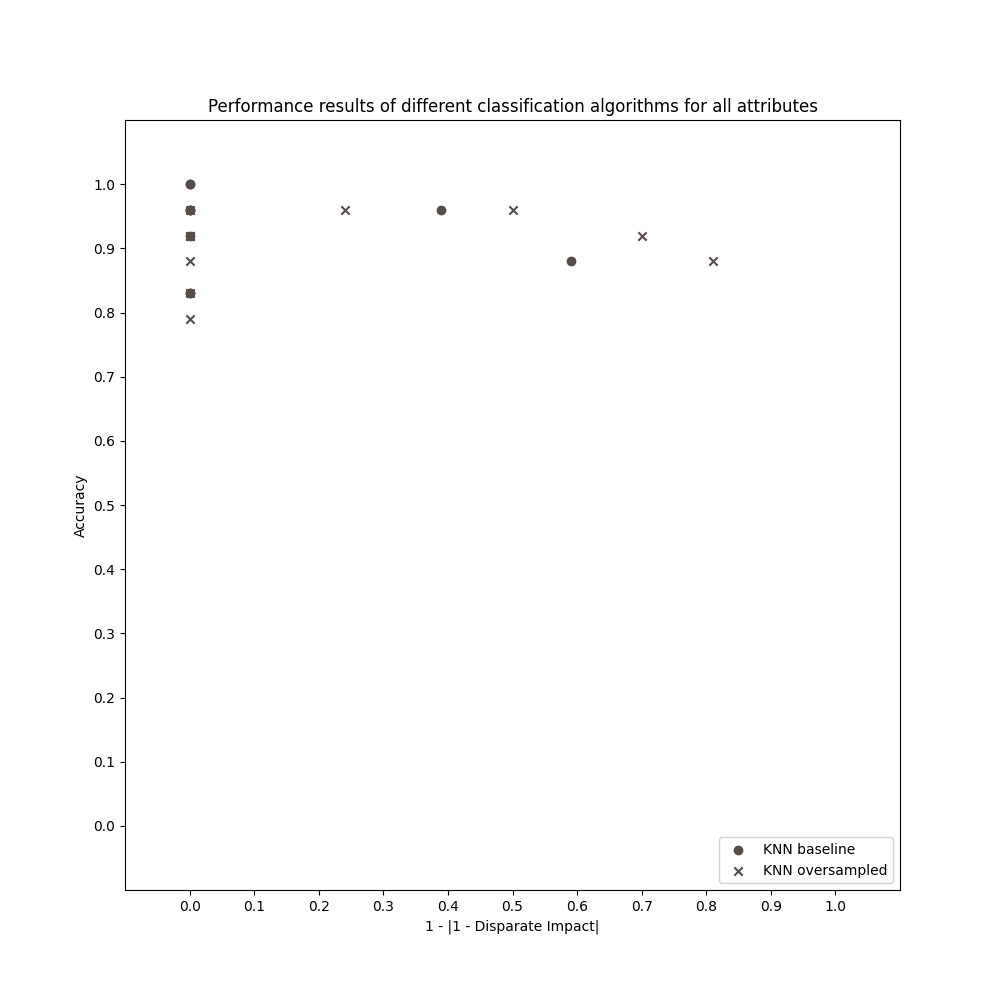 Performance results of different classification algorithms for all attributes
1.0
0.9
0.8
0.7
0.6
0.5
0.4
0.3
0.2
0.1
0.0
Accuracy
KNN baseline
KNN oversampled
0.0 0.1 0.2 0.3 0.4 0.5 0.6 0.7 0.8 0.9 1.0
1 - |1 - Disparate Impact|